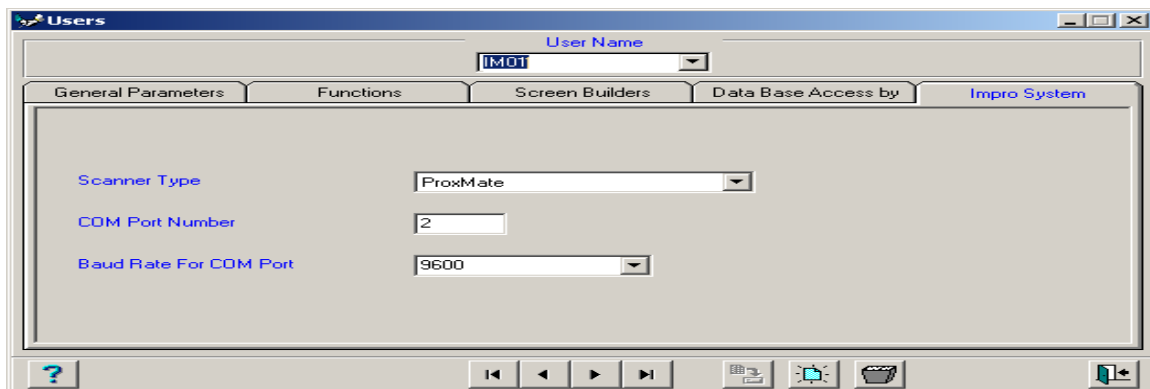 Users
User Name
IM01
General Parameters Functions Screen Builders Data Base Access by Impro System
Scanner Type ProxMate
COM Port Number 2
Baud Rate For COM Port 9600
?